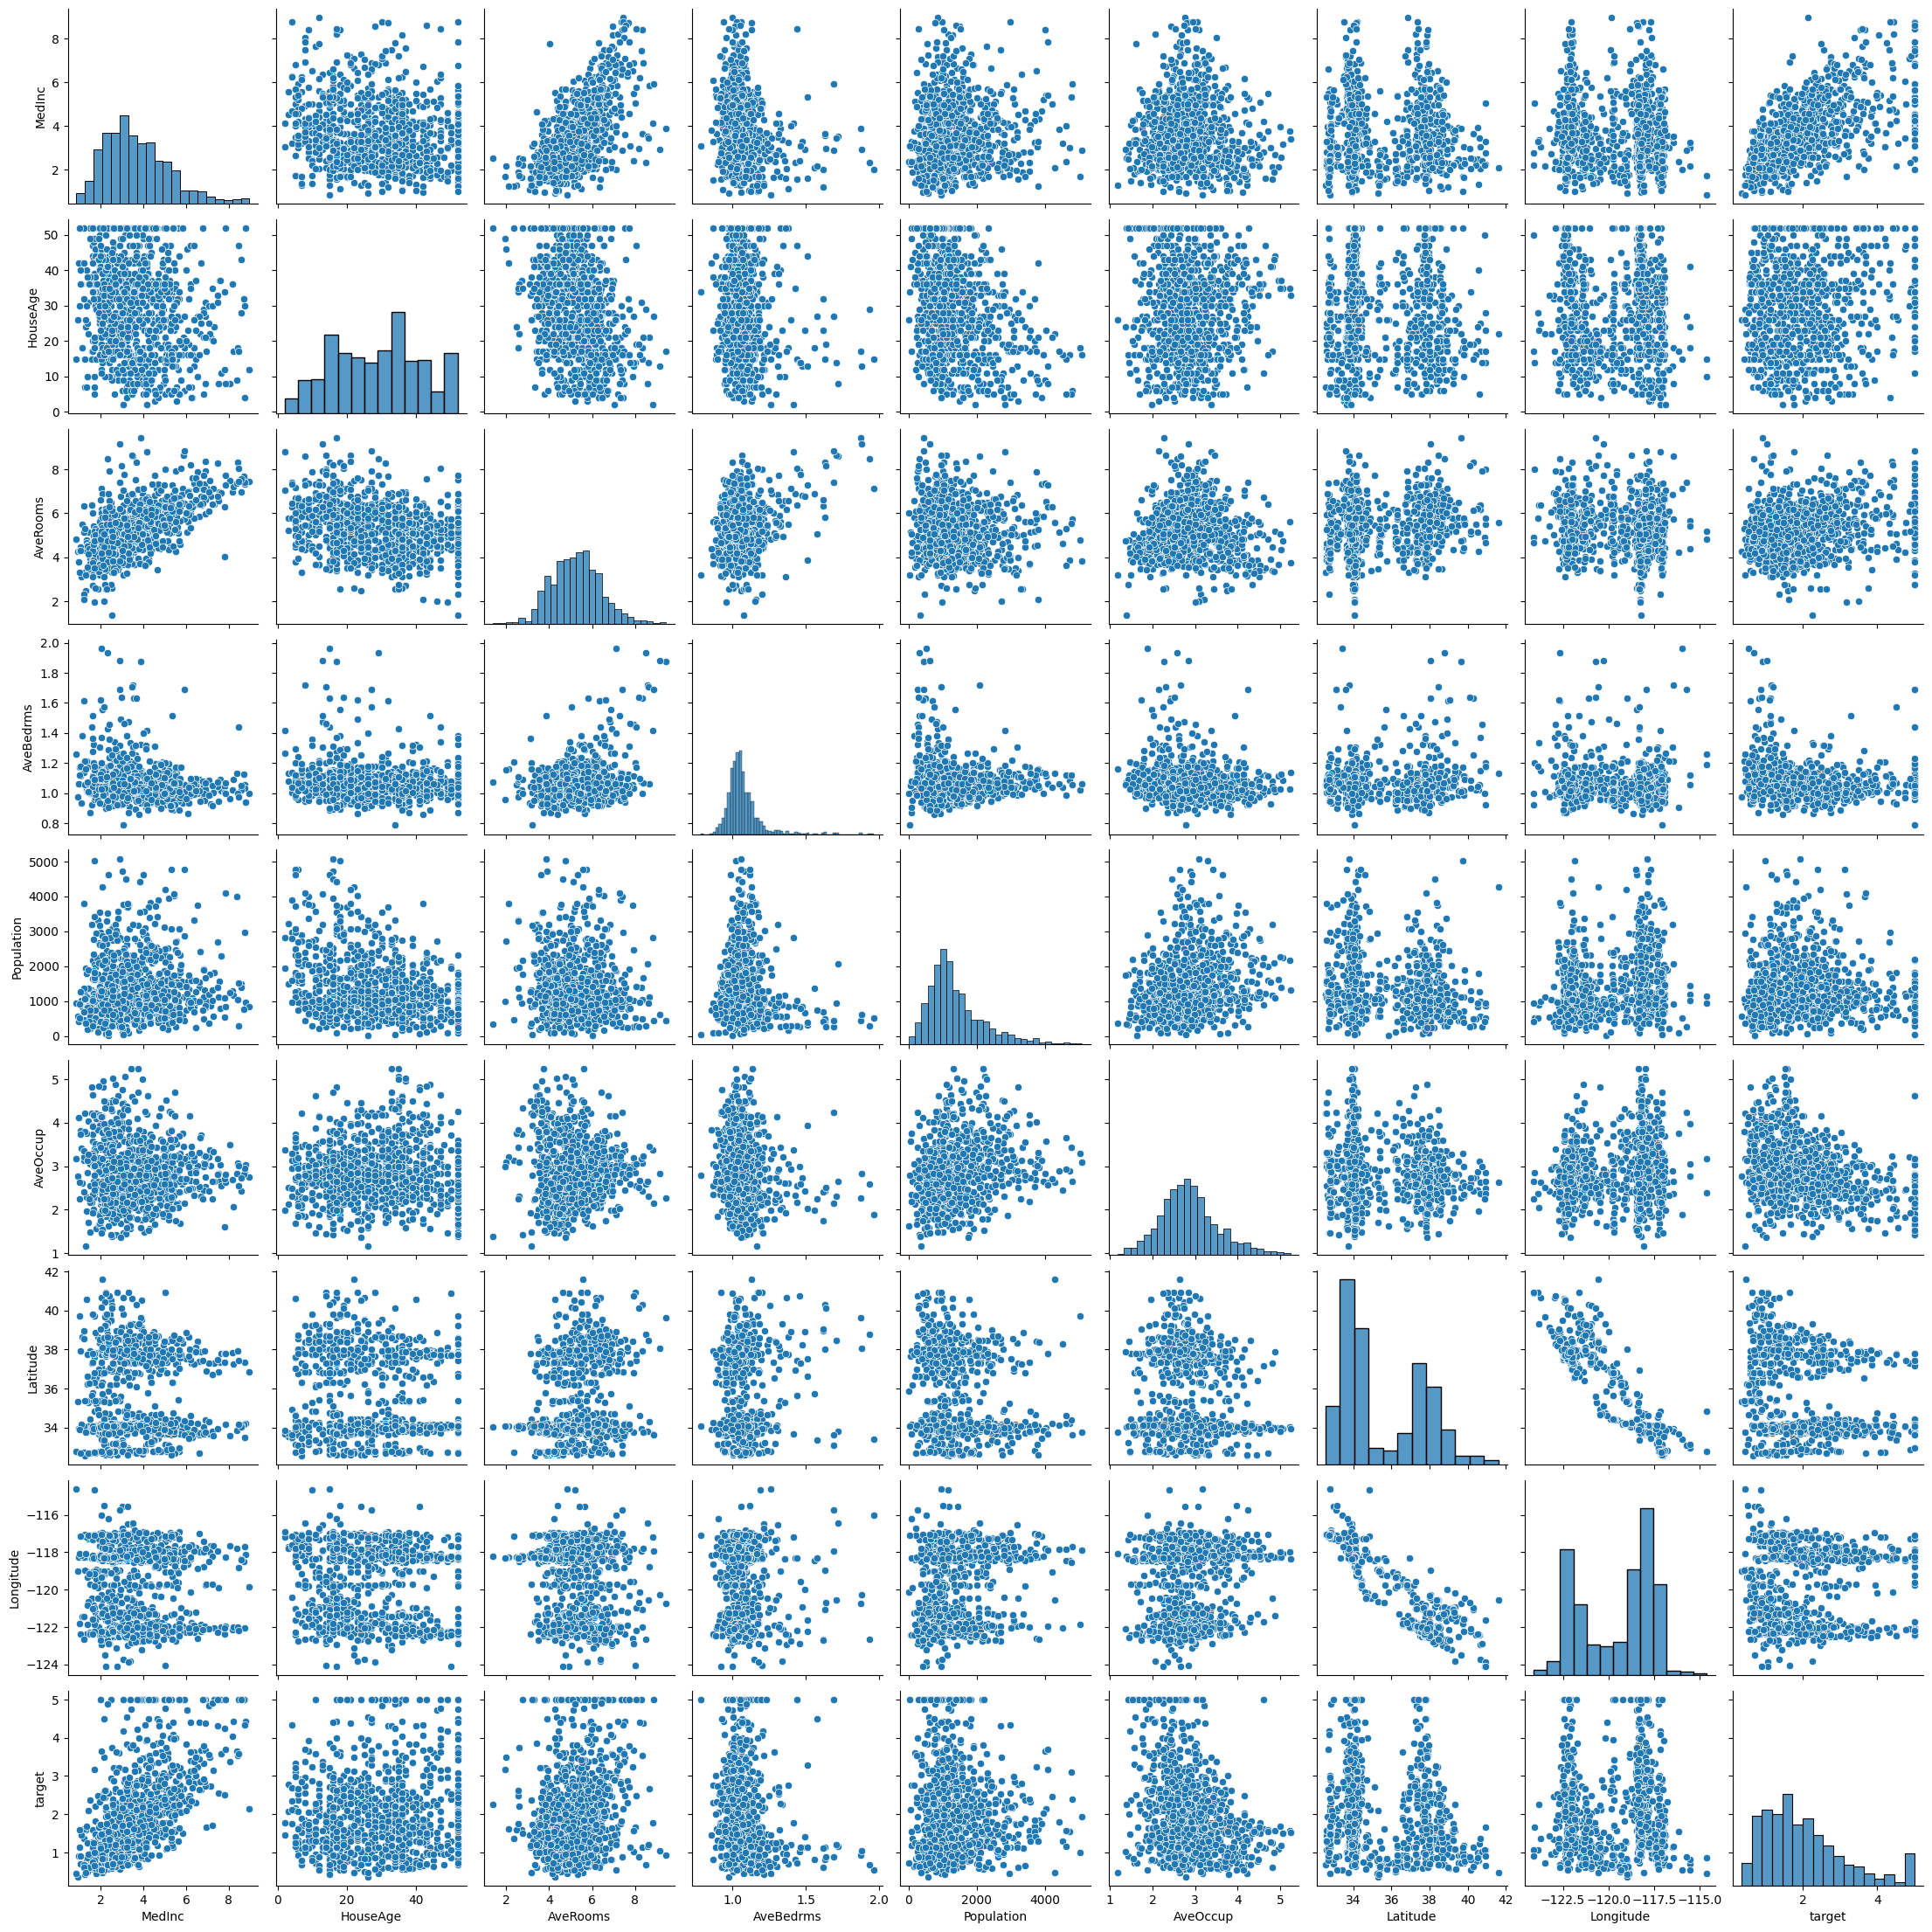 8
6
4
2
MedInc
50
40
30
20
10
0
HouseAge
8
6
4
2
AveRooms
2.0
1.8
1.6
1.4
1.2
1.0
0.8
AveBedrms
5000
4000
3000
2000
1000
0
Population
5
4
3
2
1
AveOccup
42
40
38
36
34
Latitude
−116
−118
−120
−122
−124
Longitude
5
4
3
2
1
target
2 4 6 8
0 20 40
2 4 6 8
1.0 1.5 2.0
0 2000 4000
1 2 3 4 5
34 36 38 40 42
−122.5 −120.0 −117.5 −115.0
2 4
MedInc HouseAge AveRooms AveBedrms Population AveOccup Latitude Longitude target